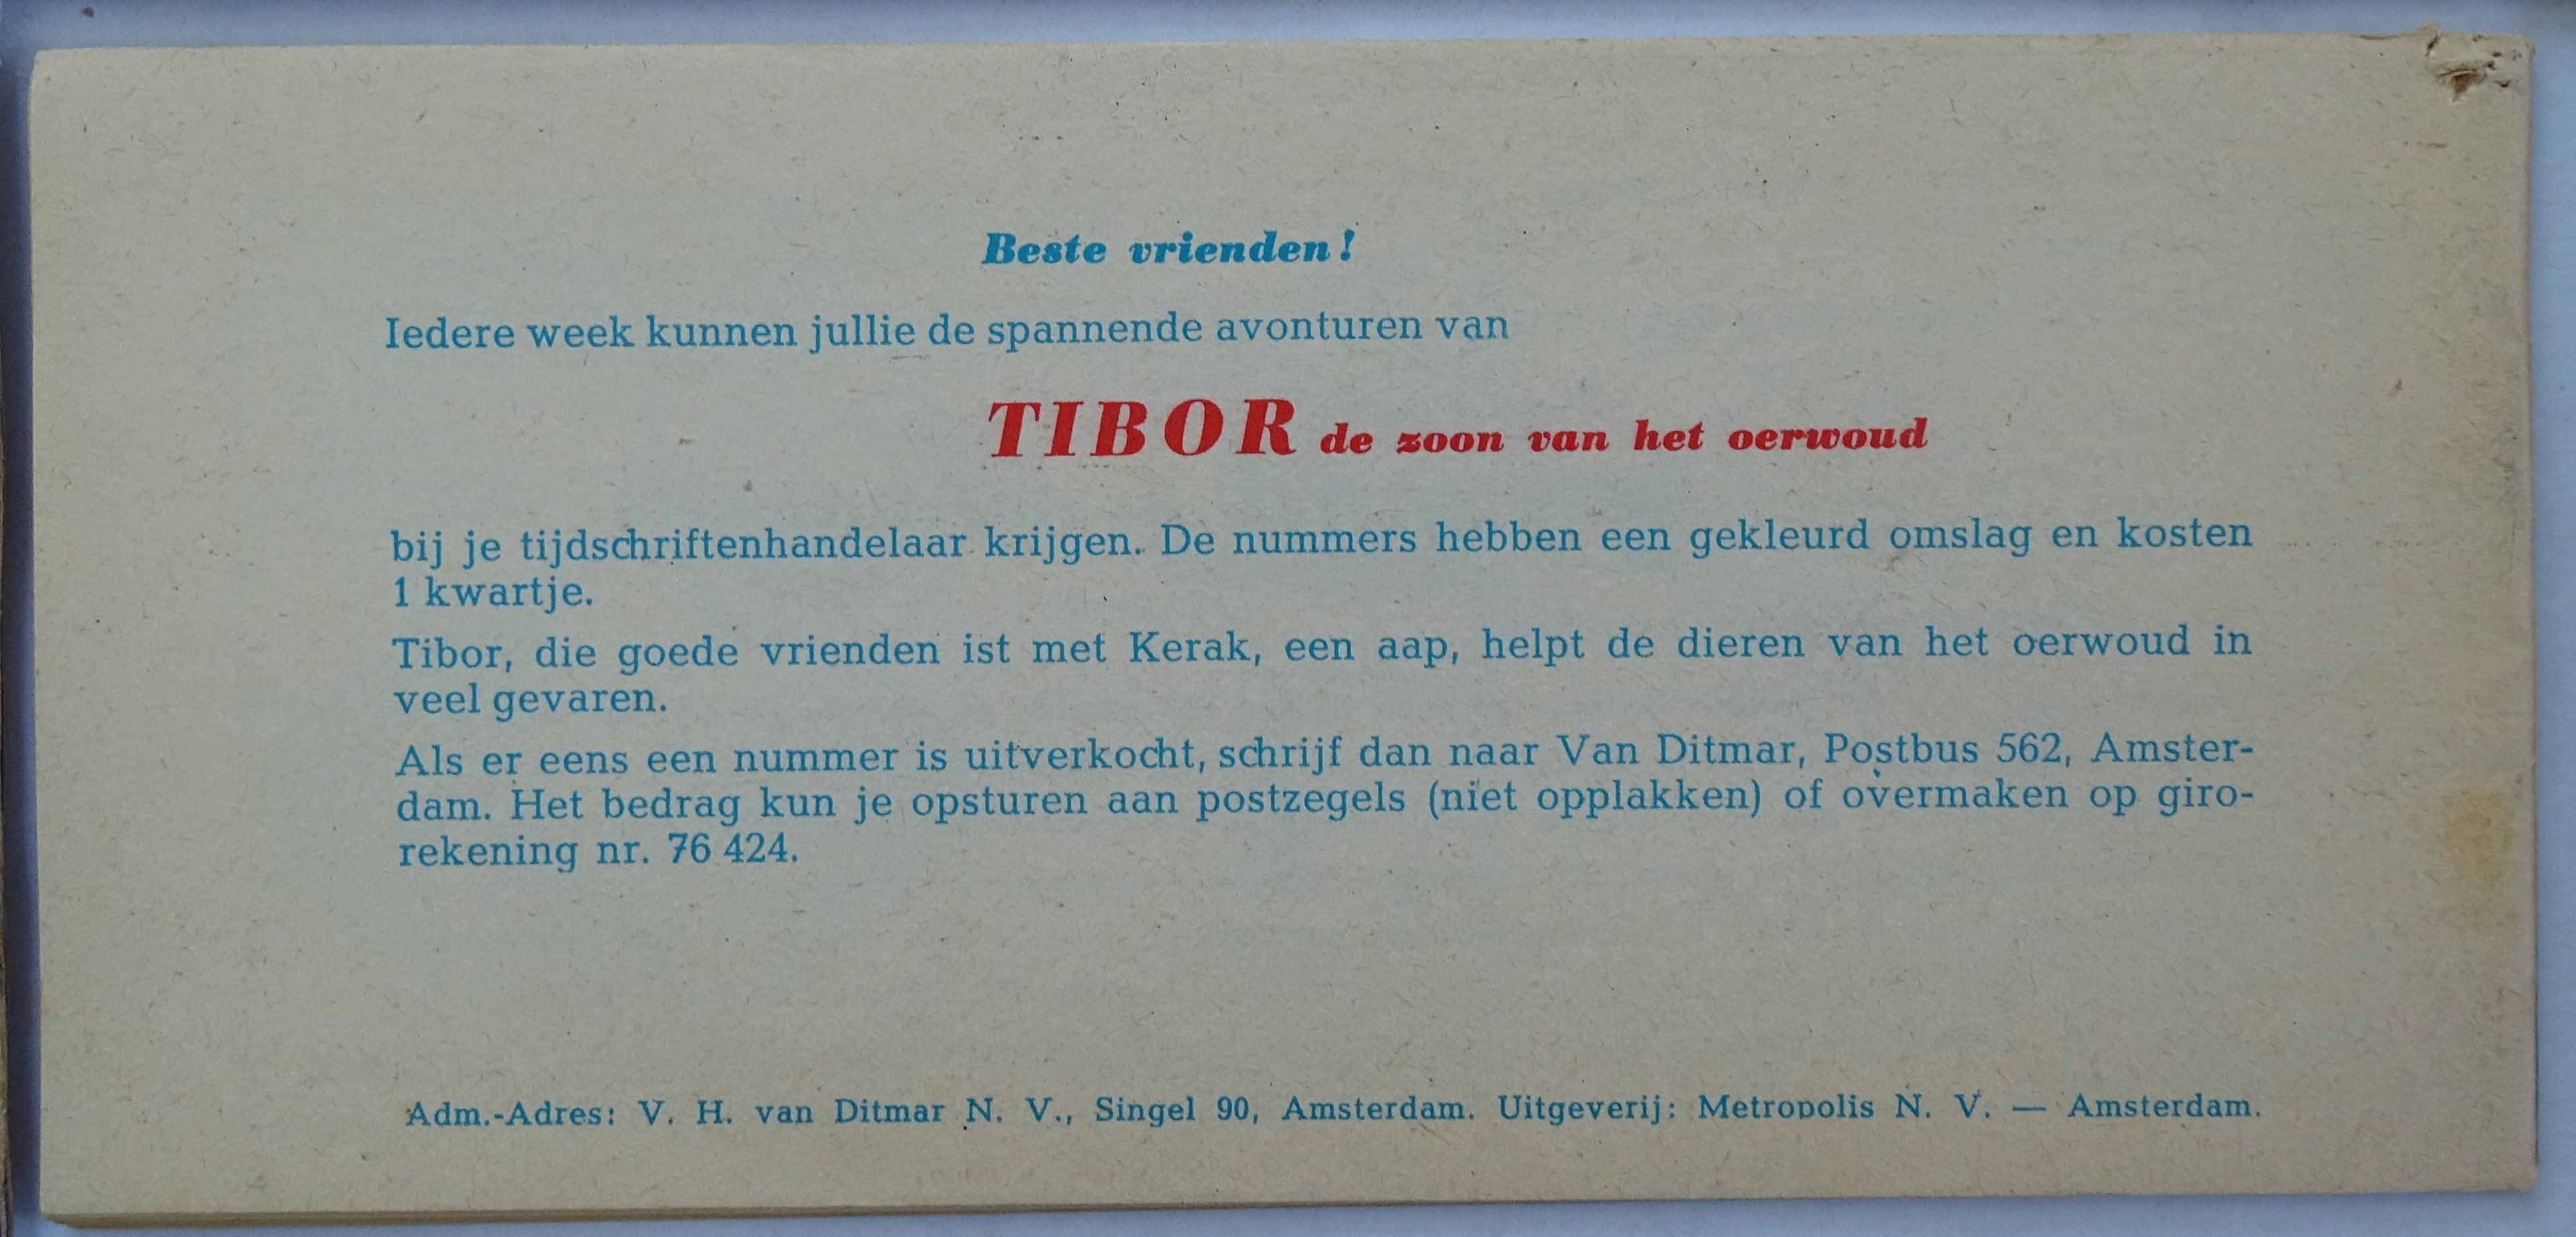 Beste vrienden!
Iedere week kunnen jullie de spannende avonturen van
TIBOR de zoon van het oerwoud
bij je tijdschriftenhandelaar krijgen. De nummers hebben een gekleurd omslag en kosten
1 kwartje.
Tibor, die goede vrienden ist met Kerak, een aap, helpt de dieren van het oerwoud in
veel gevaren.
Als er eens een nummer is uitverkocht, schrijf dan naar Van Ditmar, Postbus 562, Amster-
dam. Het bedrag kun je opsturen aan postzegels (niet opplakken) of overmaken op giro-
rekening nr. 76 424.
Adm.-Adres: V. H. van Ditmar N. V., Singel 90, Amsterdam. Uitgeverij: Metropolis N. V. — Amsterdam.